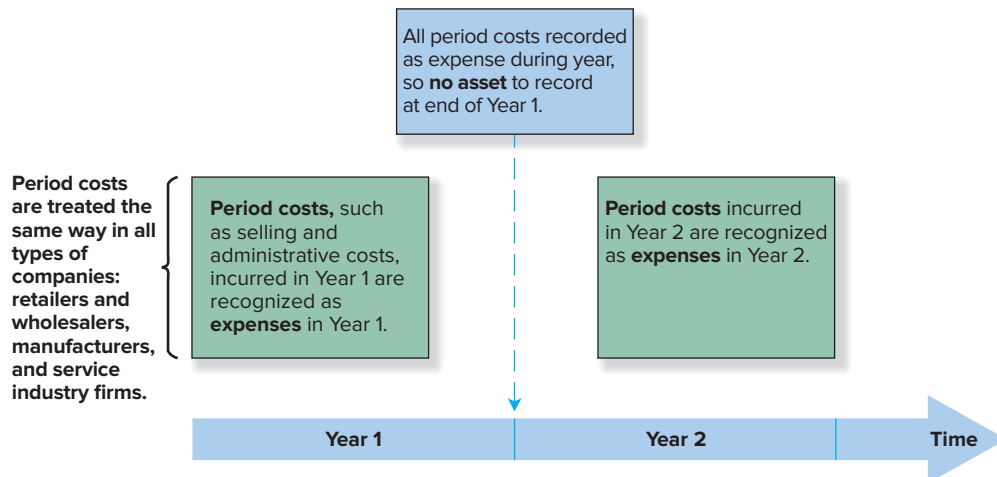 All period costs recorded
as expense during year,
so no asset to record
at end of Year 1.
Period costs
are treated the
same way in all
types of
companies:
retailers and
wholesalers,
manufacturers,
and service
industry firms.
Period costs, such
as selling and
administrative costs,
incurred in Year 1 are
recognized as
expenses in Year 1.
Period costs incurred
in Year 2 are recognized
as expenses in Year 2.
Year 1
Year 2
Time